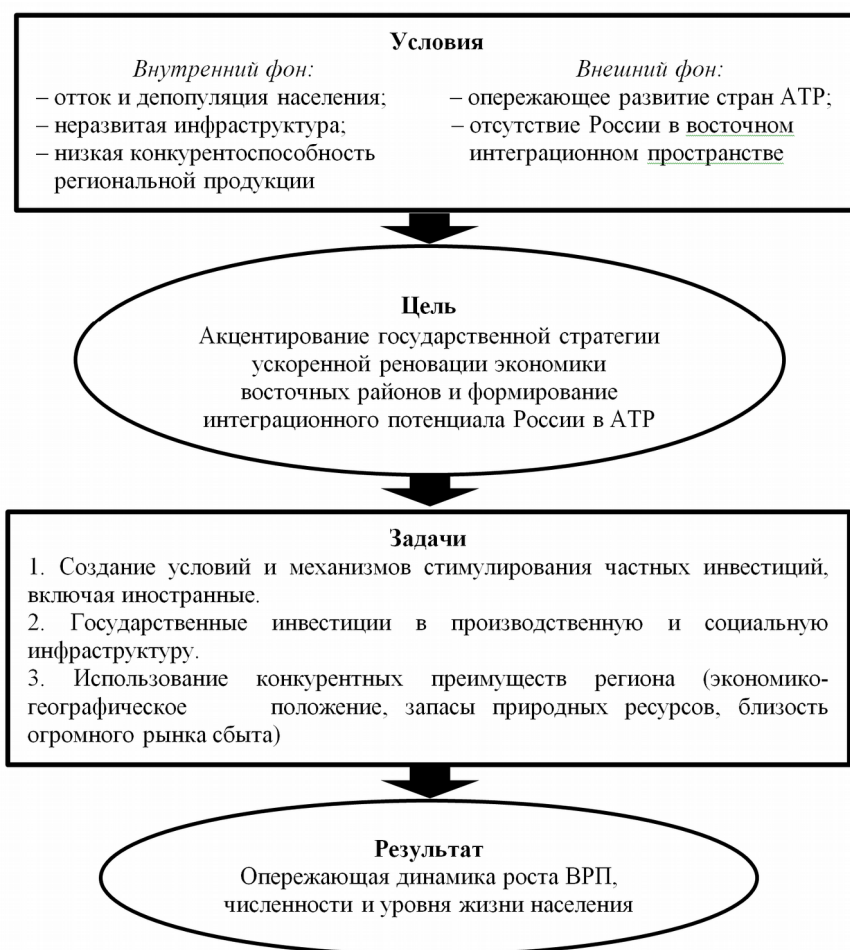 Условия
Внутренний фон:
– отток и депопуляция населения;
– неразвитая инфраструктура;
– низкая конкурентоспособность
региональной продукции
Внешний фон:
– опережающее развитие стран АТР;
– отсутствие России в восточном
интеграционном пространстве
Цель
Акцентирование государственной стратегии
ускоренной реновации экономики
восточных районов и формирование
интеграционного потенциала России в АТР
Задачи
1. Создание условий и механизмов стимулирования частных инвестиций,
включая иностранные.
2. Государственные инвестиции в производственную и социальную
инфраструктуру.
3. Использование конкурентных преимуществ региона (экономико-
географическое положение, запасы природных ресурсов, близость
огромного рынка сбыта)
Результат
Опережающая динамика роста ВРП,
численности и уровня жизни населения